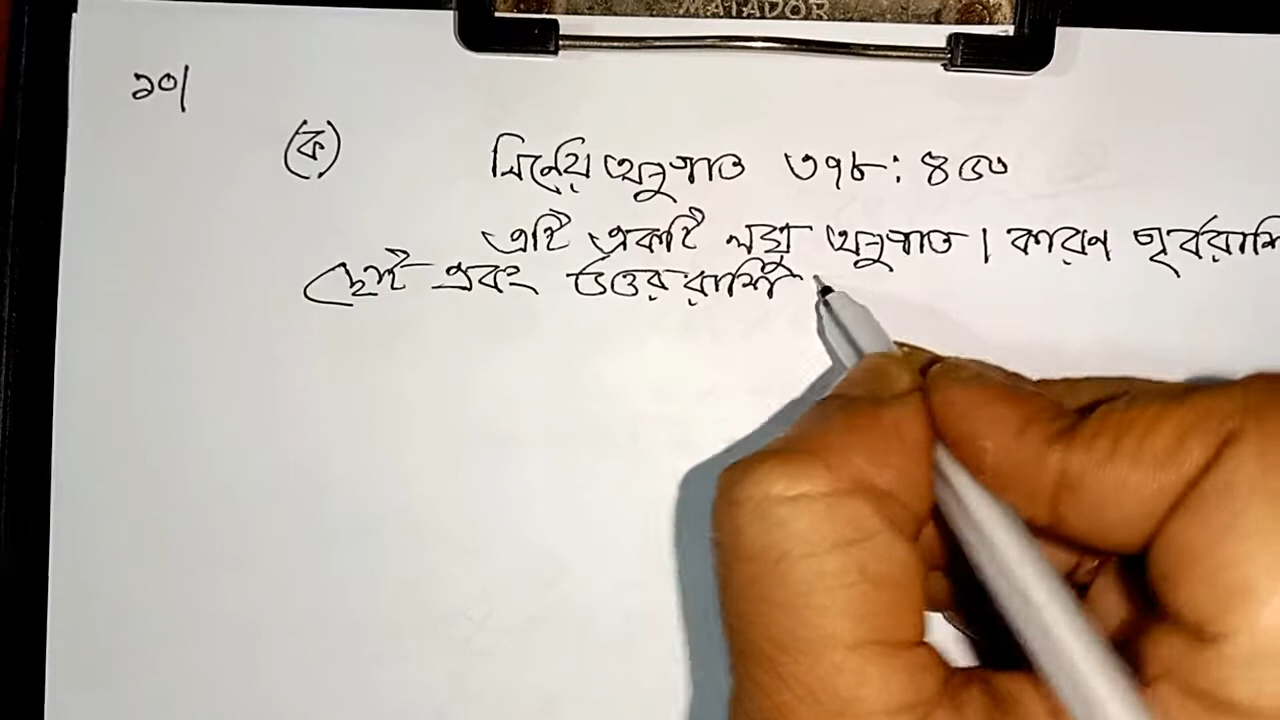 MATADOR
১০।
(ক) নির্ণেয় অনুপাত ৩৭৮ : ৪৫০
এটি একটি লঘু অনুপাত। কারণ পূর্বরাশি
ছোট এবং উত্তর রাশি